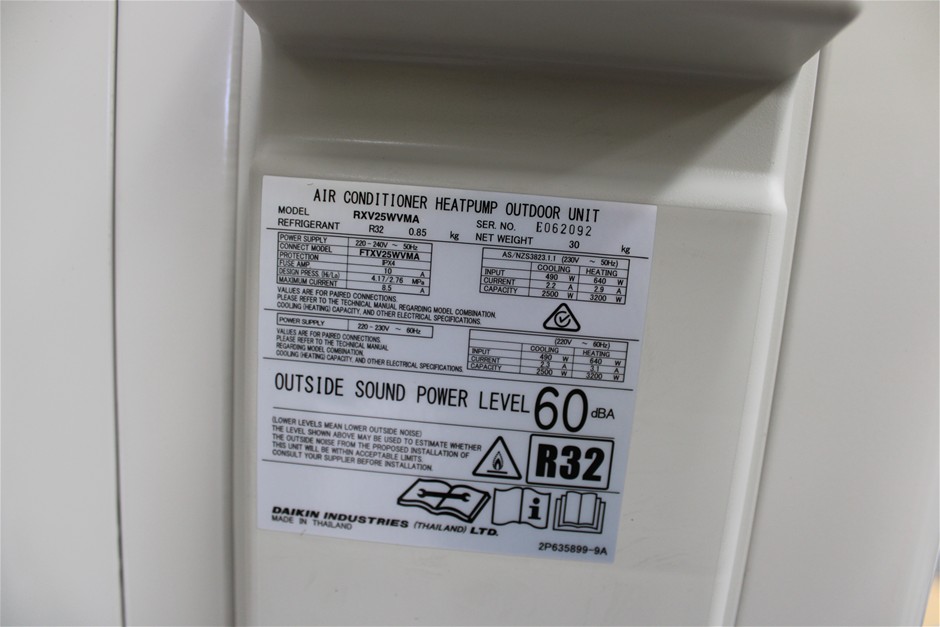 AIR CONDITIONER HEATPUMP OUTDOOR UNIT
MODEL RXV25WVMA SER. NO. E062092
REFRIGERANT R32 0.85 kg NET WEIGHT 30 kg
POWER SUPPLY 220-240V ~ 50Hz
CONNECT MODEL FTXV25WVMA
PROTECTION IPX4
FUSE AMP 10 A
DESIGN PRESS. (Hi/Lo) 4.17/2.76 MPa
MAXIMUM CURRENT 8.5 A
AS/NZS3823.1.1 (230V ~ 50Hz)
COOLING HEATING
INPUT 490 W 640 W
CURRENT 2.2 A 2.9 A
CAPACITY 2500 W 3200 W
VALUES ARE FOR PAIRED CONNECTIONS.
PLEASE REFER TO THE TECHNICAL MANUAL REGARDING MODEL COMBINATION.
COOLING (HEATING) CAPACITY, AND OTHER ELECTRICAL SPECIFICATIONS.
POWER SUPPLY 220-230V ~ 60Hz
VALUES ARE FOR PAIRED CONNECTIONS.
PLEASE REFER TO THE TECHNICAL MANUAL
REGARDING MODEL COMBINATION.
COOLING (HEATING) CAPACITY, AND OTHER ELECTRICAL SPECIFICATIONS.
(220V ~ 60Hz)
COOLING HEATING
INPUT 490 W 640 W
CURRENT A 3.1 A
CAPACITY 2500 W 3200 W
OUTSIDE SOUND POWER LEVEL 60 dBA
(LOWER LEVELS MEAN LOWER OUTSIDE NOISE)
THE LEVEL SHOWN ABOVE MAY BE USED TO ESTIMATE WHETHER
THE OUTSIDE NOISE FROM THE PROPOSED INSTALLATION OF
THIS UNIT WILL BE WITHIN ACCEPTABLE LIMITS.
CONSULT YOUR SUPPLIER BEFORE INSTALLATION.
R32
DAIKIN INDUSTRIES (THAILAND) LTD.
MADE IN THAILAND
2P635899-9A